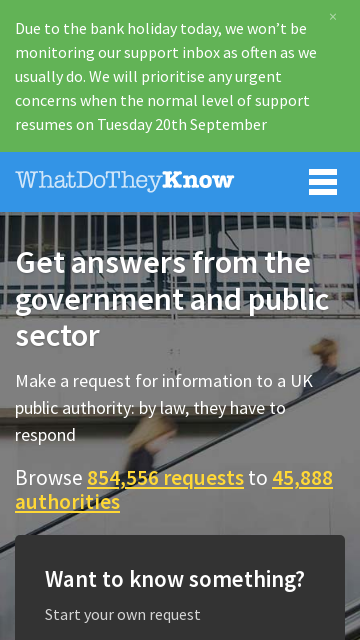 ×
Due to the bank holiday today, we won't be
monitoring our support inbox as often as we
usually do. We will prioritise any urgent
concerns when the normal level of support
resumes on Tuesday 20th September
WhatDoTheyKnow
Get answers from the
government and public
sector
Make a request for information to a UK
public authority: by law, they have to
respond
Browse 854,556 requests to 45,888
authorities
Want to know something?
Start your own request